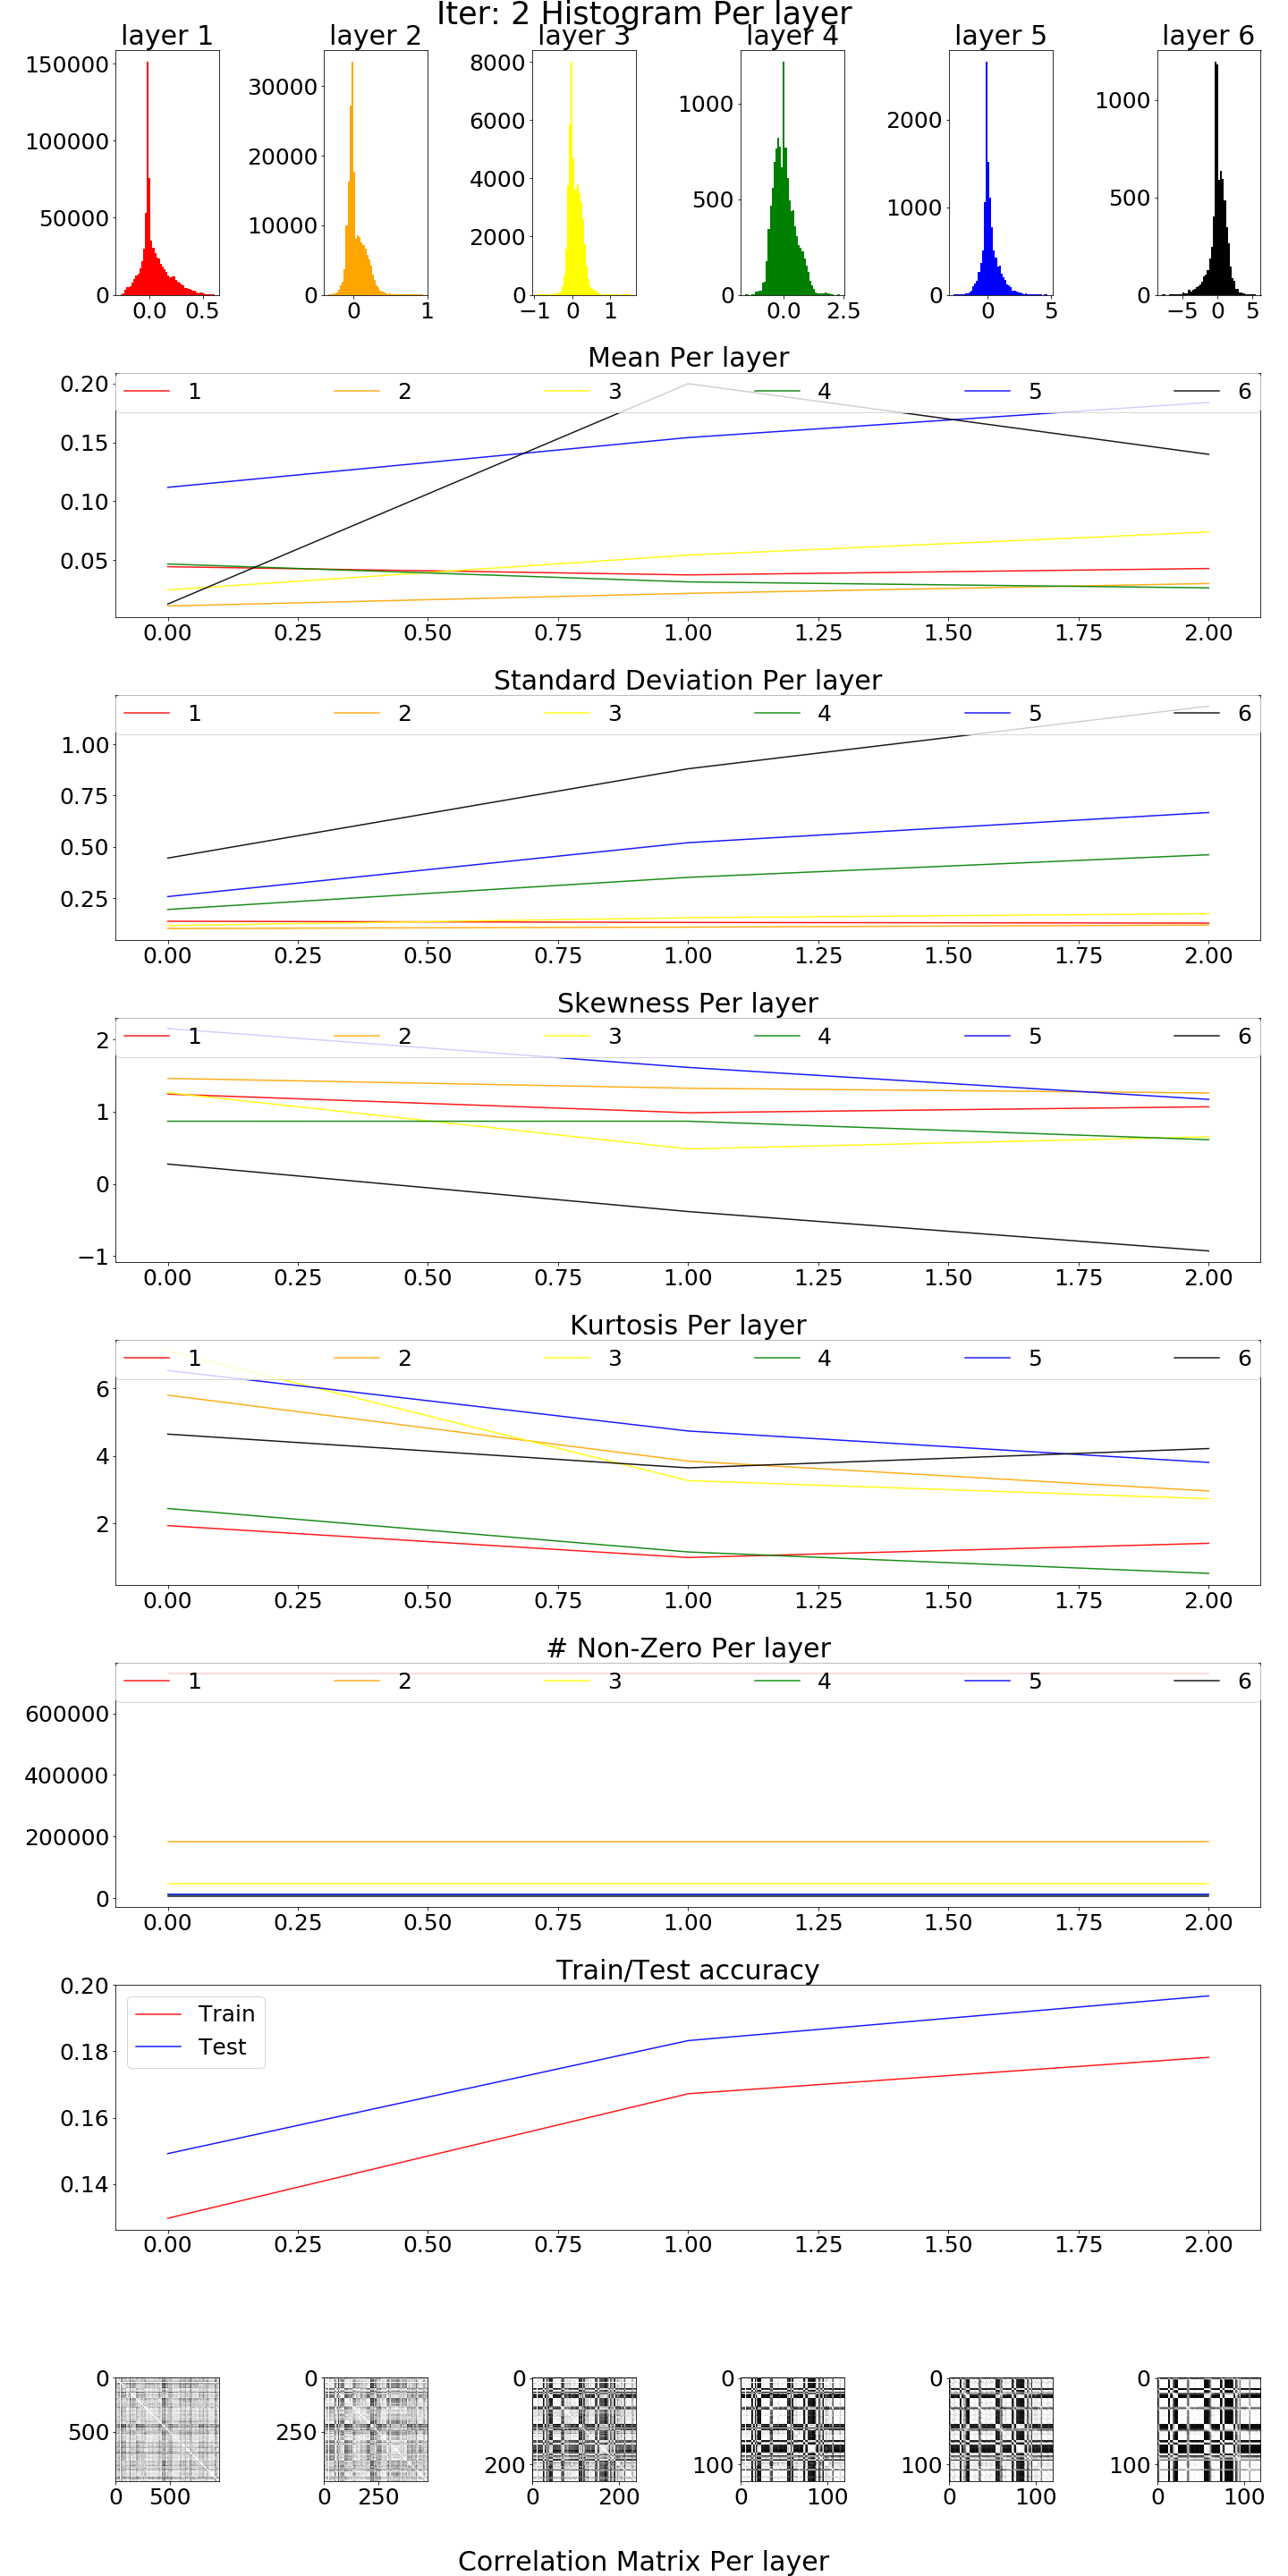 Iter: 2 Histogram Per layer
layer 1 layer 2 layer 3 layer 4 layer 5 layer 6
150000 100000 50000 0
0.0 0.5
30000 20000 10000 0
0 1
8000 6000 4000 2000 0
−1 0 1
1000 500 0
0.0 2.5
2000 1000 0
0 5
1000 500 0
−5 0 5
Mean Per layer
1 2 3 4 5 6
0.20
0.15
0.10
0.05
0.00 0.25 0.50 0.75 1.00 1.25 1.50 1.75 2.00
Standard Deviation Per layer
1 2 3 4 5 6
1.00
0.75
0.50
0.25
0.00 0.25 0.50 0.75 1.00 1.25 1.50 1.75 2.00
Skewness Per layer
1 2 3 4 5 6
2
1
0
−1
0.00 0.25 0.50 0.75 1.00 1.25 1.50 1.75 2.00
Kurtosis Per layer
1 2 3 4 5 6
6
4
2
0.00 0.25 0.50 0.75 1.00 1.25 1.50 1.75 2.00
# Non-Zero Per layer
1 2 3 4 5 6
600000
400000
200000
0
0.00 0.25 0.50 0.75 1.00 1.25 1.50 1.75 2.00
Train/Test accuracy
0.20
Train
Test
0.18
0.16
0.14
0.00 0.25 0.50 0.75 1.00 1.25 1.50 1.75 2.00
0 500
0 500
0 250
0 250
0 200
0 200
0 100
0 100
0 100
0 100
0 100
0 100
Correlation Matrix Per layer